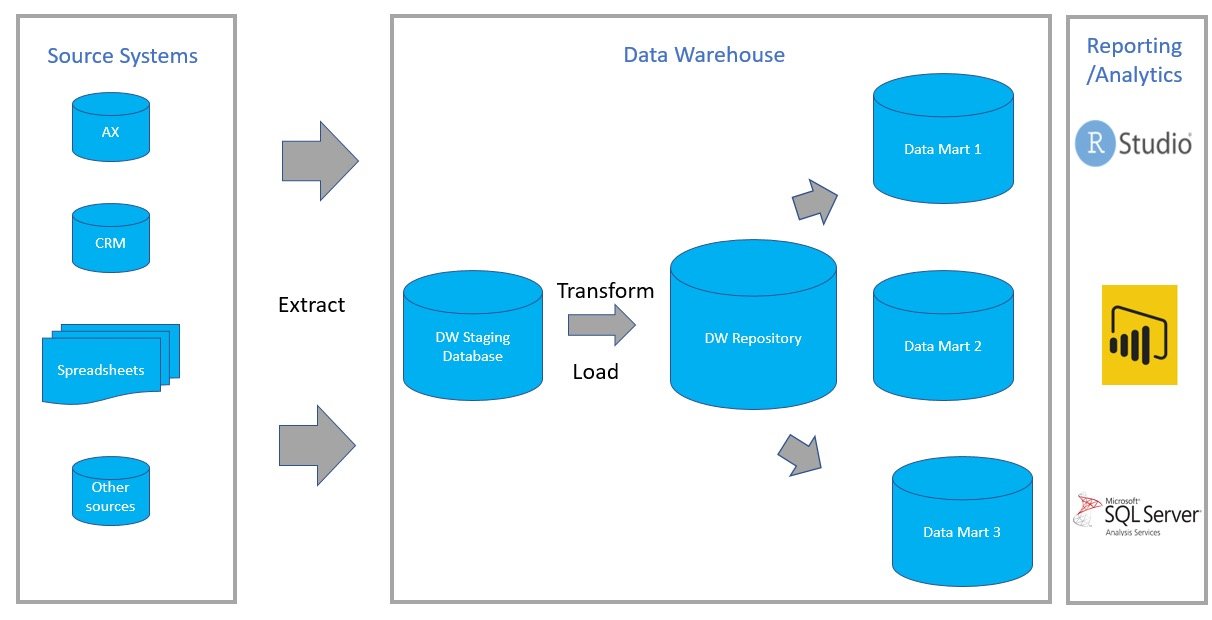 Source Systems
AX
CRM
Spreadsheets
Other
sources
Extract
Data Warehouse
DW Staging
Database
Transform
Load
DW Repository
Data Mart 1
Data Mart 2
Data Mart 3
Reporting
/Analytics
R Studio®
Microsoft®
SQL Server®
Analysis Services